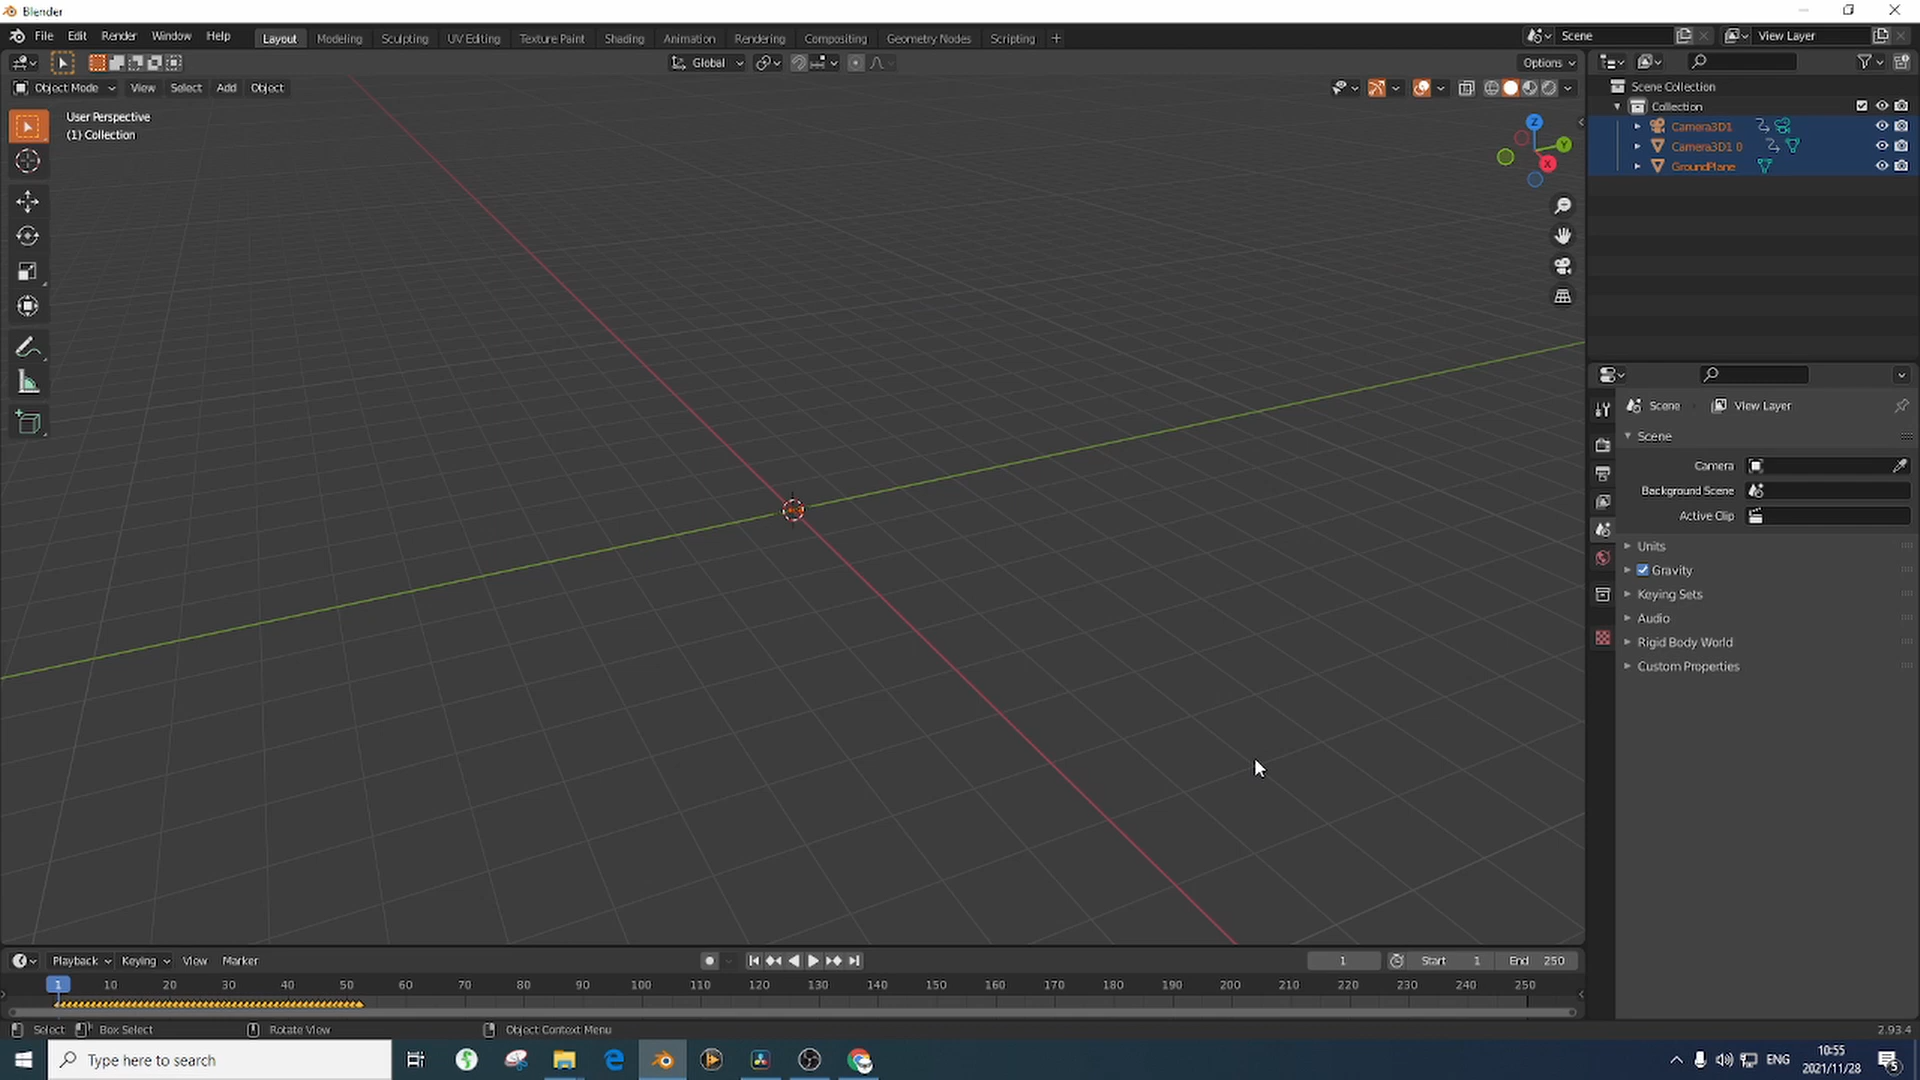 Blender
File Edit Render Window Help
Layout Modeling Sculpting UV Editing Texture Paint Shading Animation Rendering Compositing Geometry Nodes Scripting +
Scene View Layer
Global Options
Object Mode View Select Add Object
User Perspective
(1) Collection
Z
Y
X
Scene Collection
Collection
Camera3D1
Camera3D1 0
GroundPlane
Scene View Layer
Scene
Camera
Background Scene
Active Clip
Units
Gravity
Keying Sets
Audio
Rigid Body World
Custom Properties
Playback Keying View Marker
1 Start 1 End 250
1 10 20 30 40 50 60 70 80 90 100 110 120 130 140 150 160 170 180 190 200 210 220 230 240 250
Select Box Select Rotate View Object Context Menu 2.93.4
Type here to search
ENG
10:55
2021/11/28
5